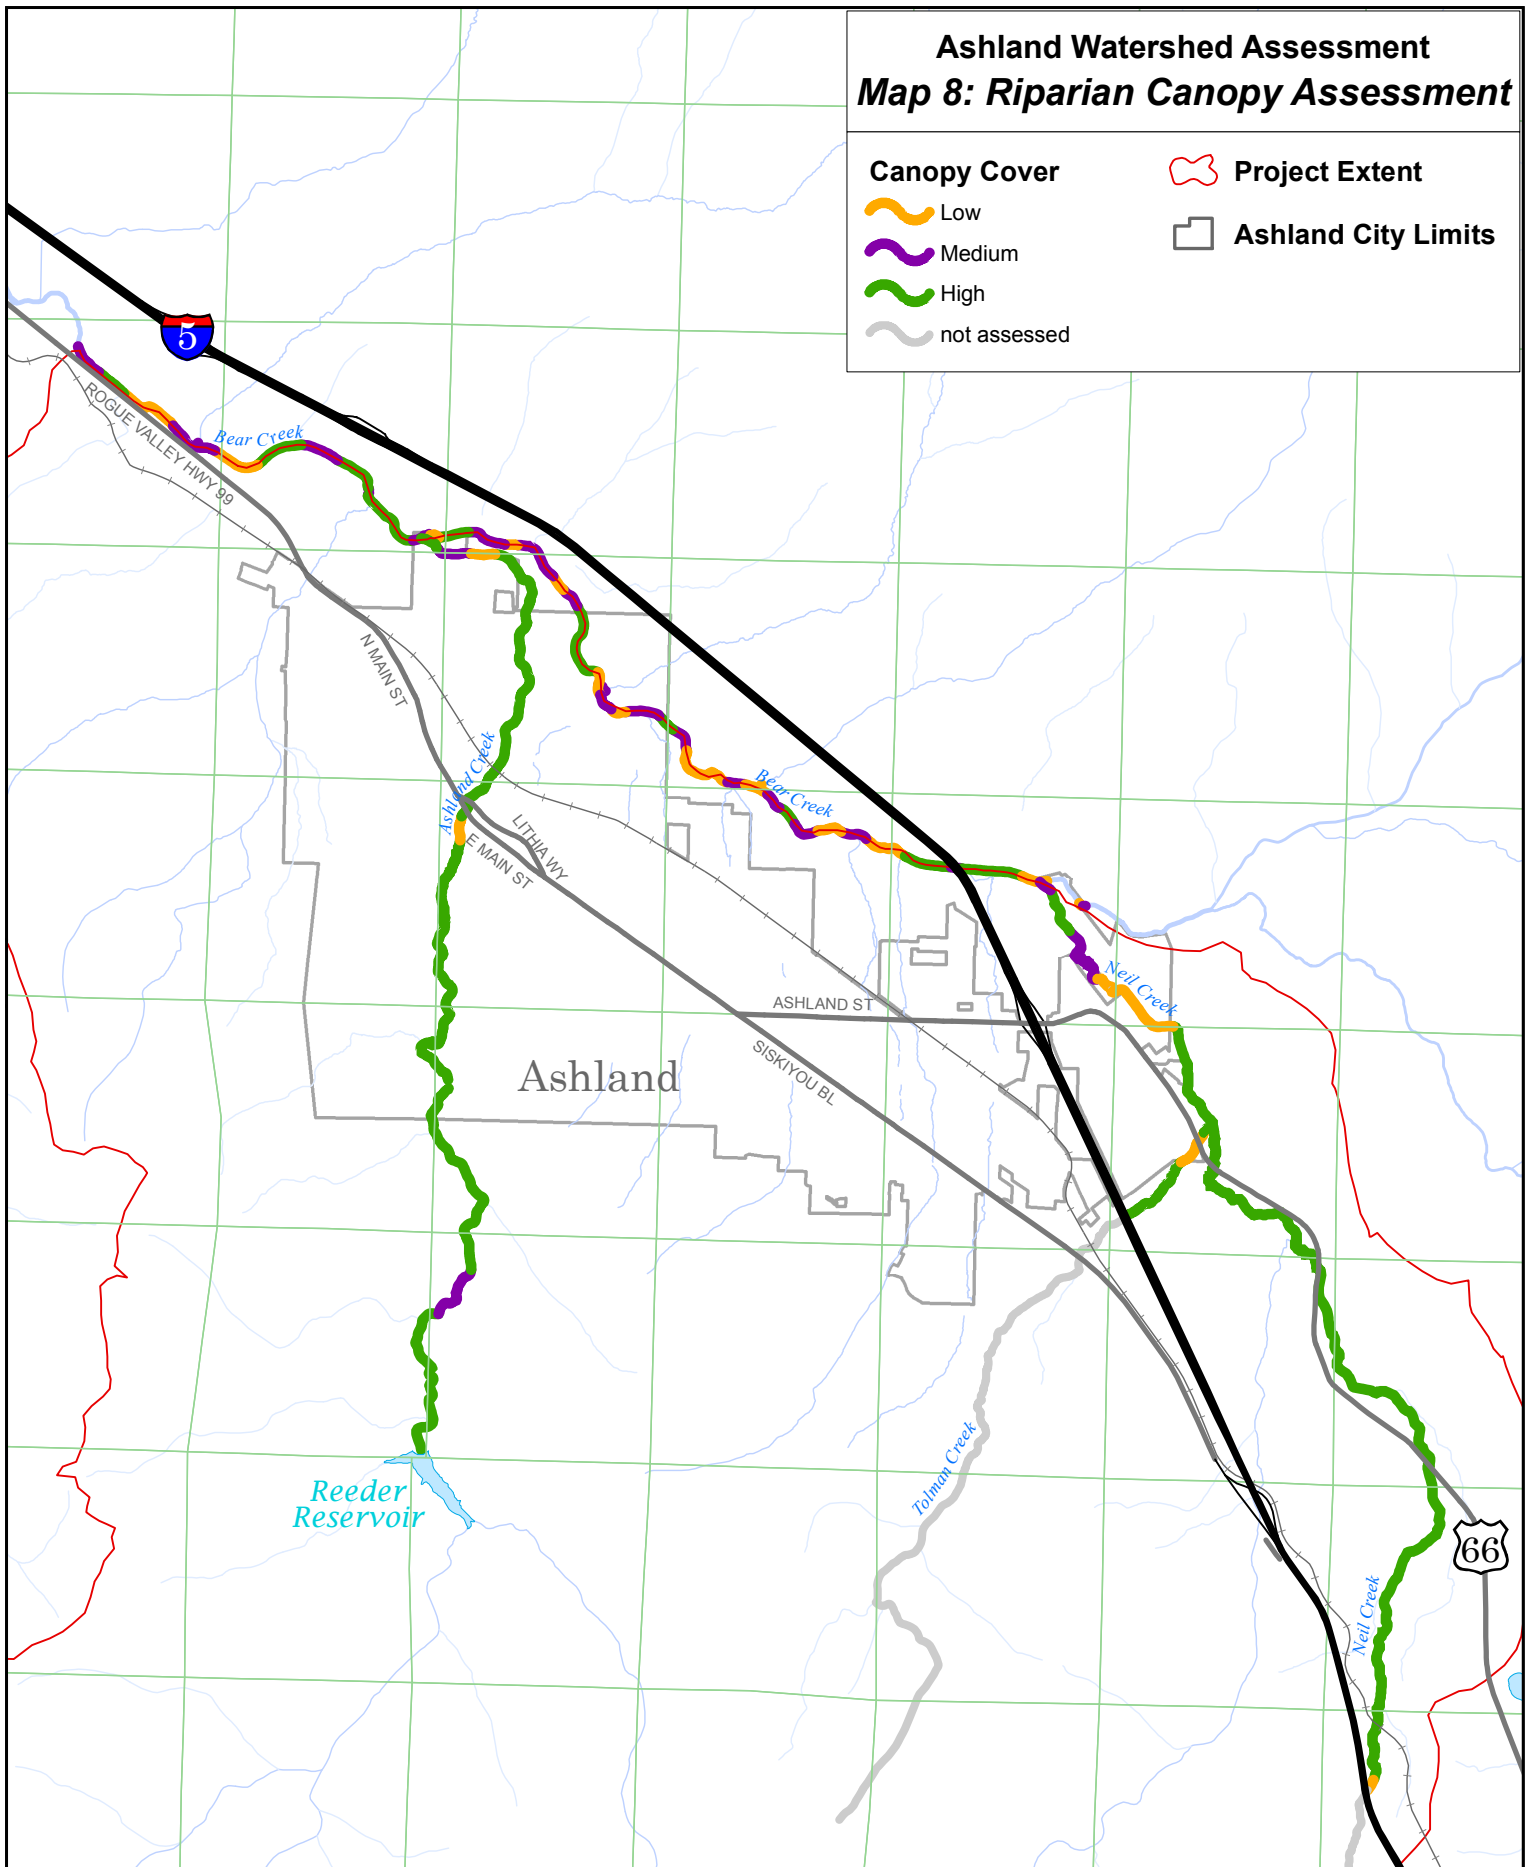 Ashland Watershed Assessment
Map 8: Riparian Canopy Assessment
Canopy Cover
Low
Medium
High
not assessed
Project Extent
Ashland City Limits
5
ROGUE VALLEY HWY 99
Bear Creek
N MAIN ST
Ashland Creek
LITHIA WY
E MAIN ST
Bear Creek
Neil Creek
ASHLAND ST
SISKIYOU BL
Ashland
Tolman Creek
Reeder
Reservoir
66
Neil Creek